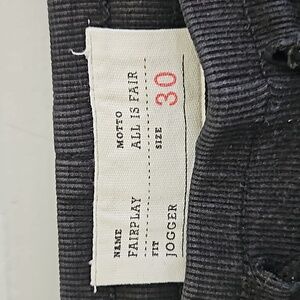 NAME MOTTO
FAIRPLAY ALL IS FAIR
FIT SIZE
JOGGER 30